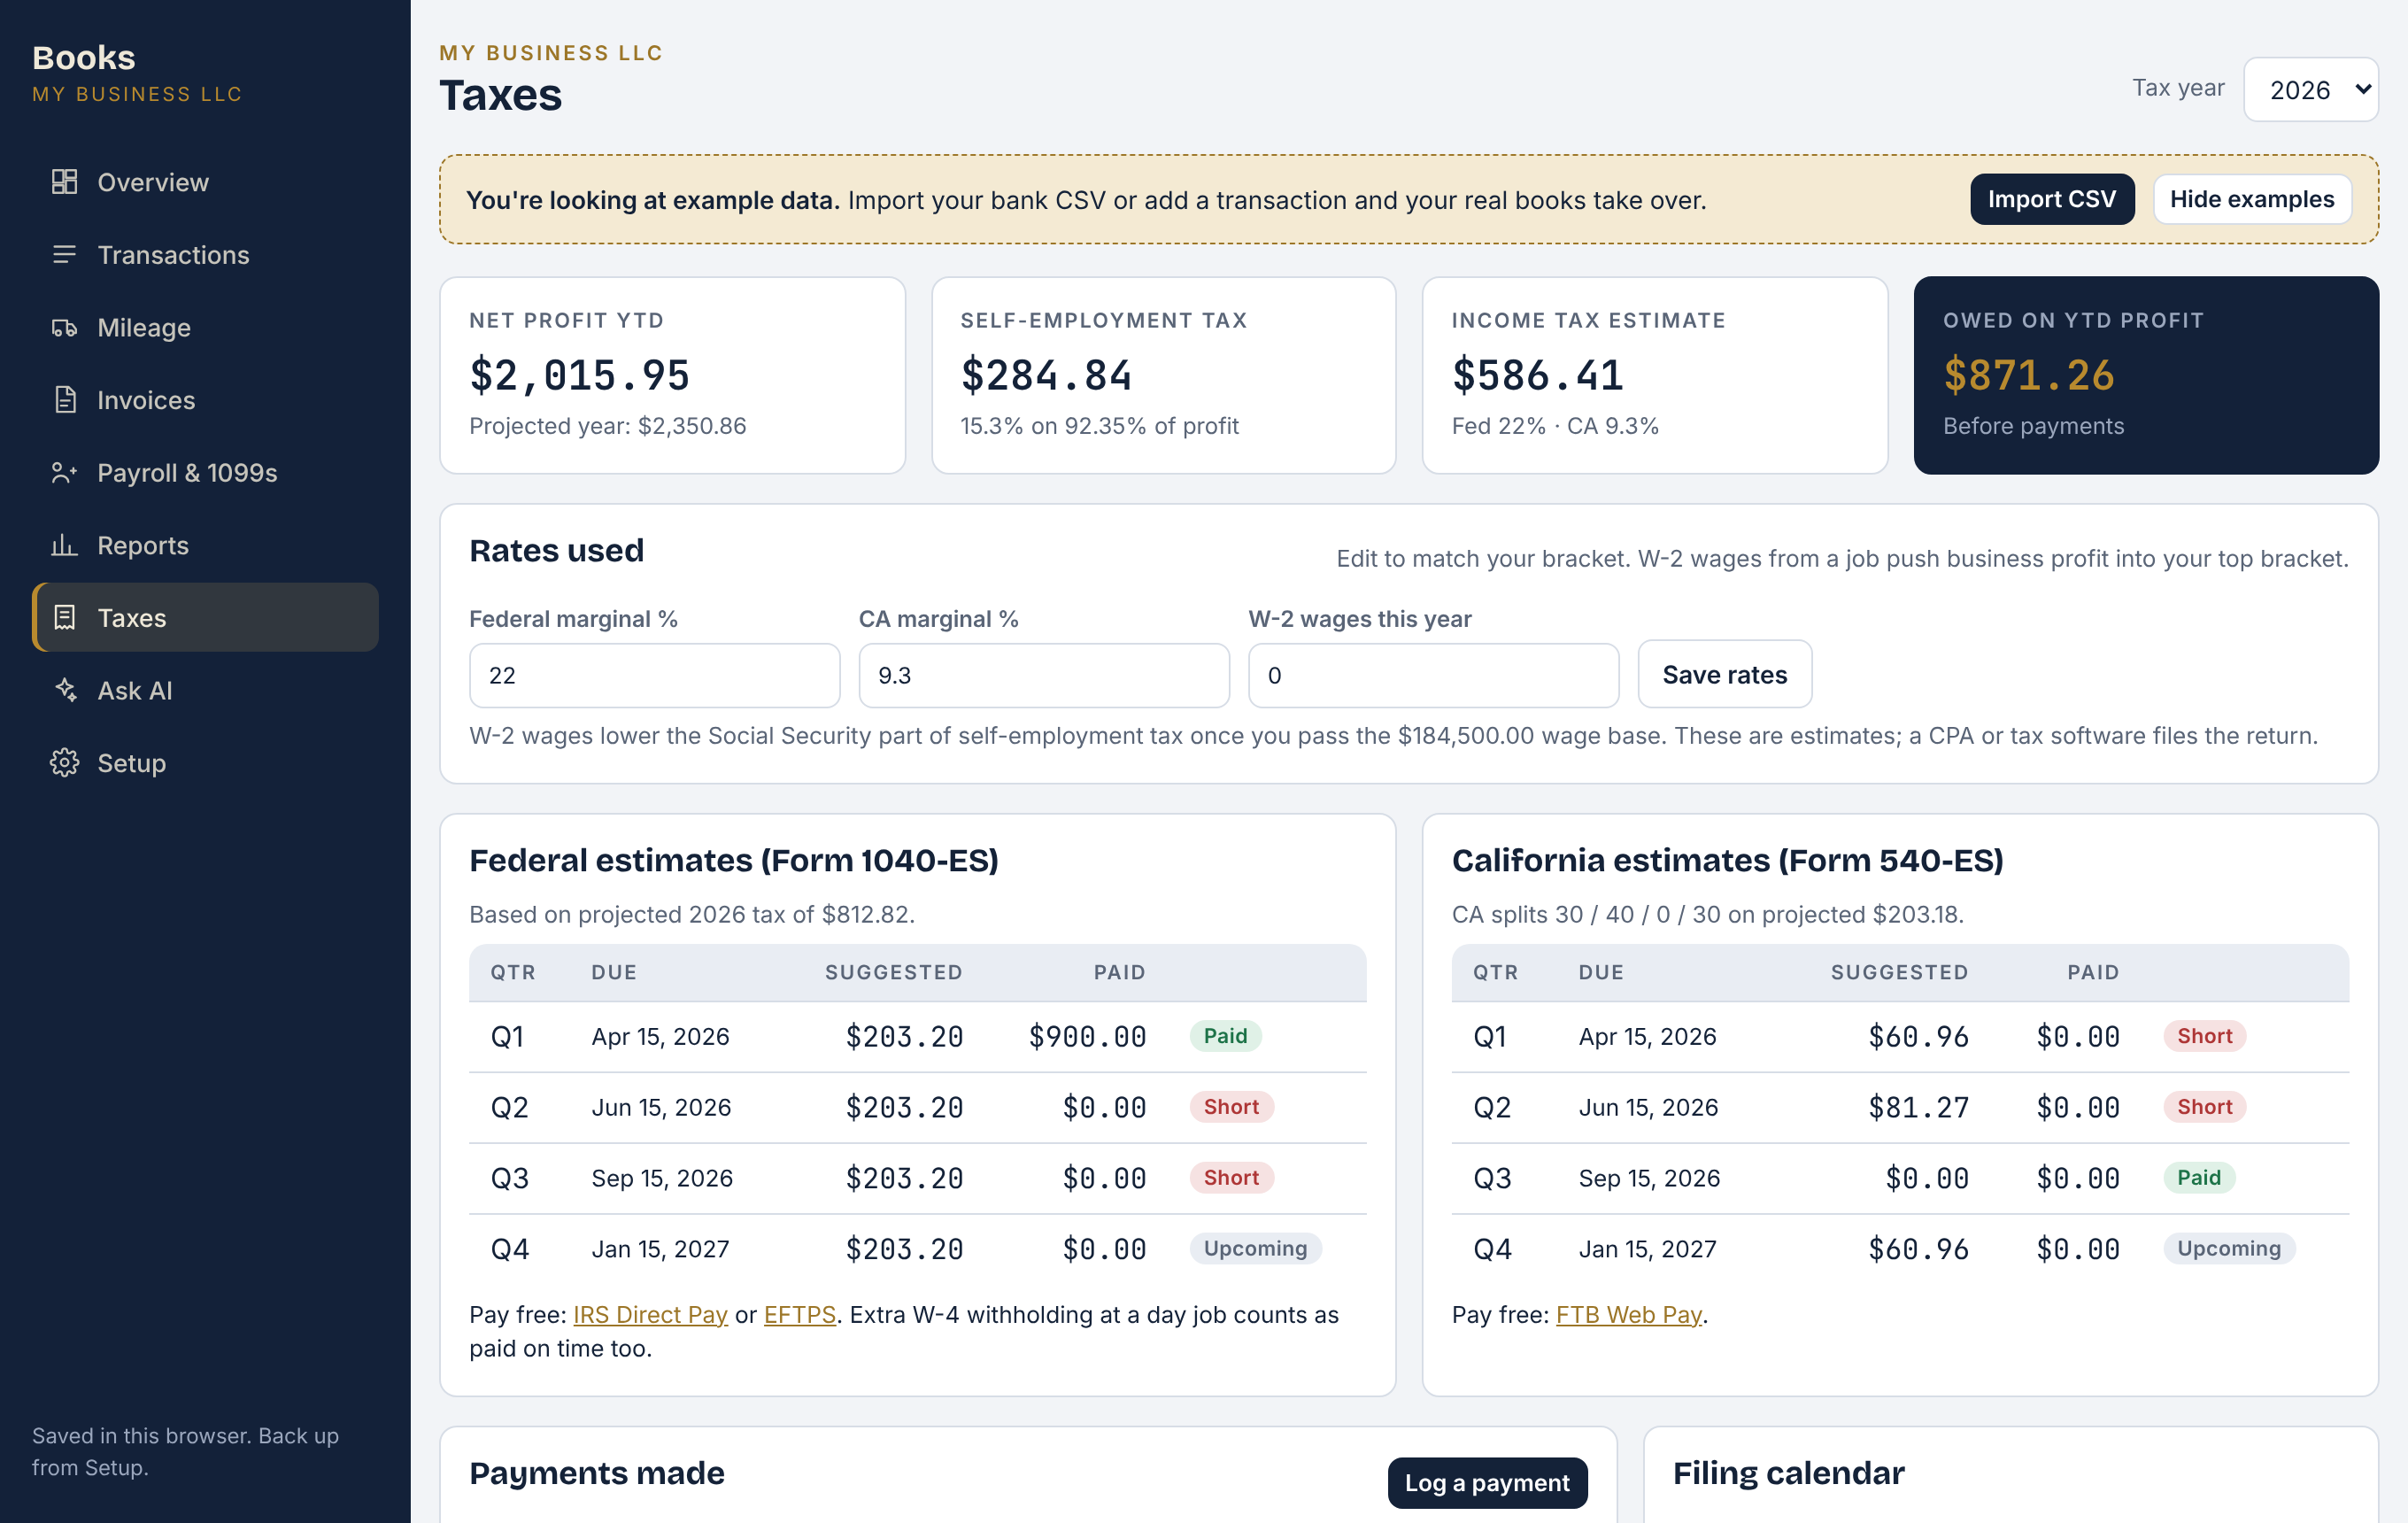 Books
MY BUSINESS LLC
Overview
Transactions
Mileage
Invoices
Payroll & 1099s
Reports
Taxes
Ask AI
Setup
Saved in this browser. Back up
from Setup.
MY BUSINESS LLC
Taxes
Tax year
2026
You're looking at example data. Import your bank CSV or add a transaction and your real books take over.
Import CSV
Hide examples
NET PROFIT YTD
$2,015.95
Projected year: $2,350.86
SELF-EMPLOYMENT TAX
$284.84
15.3% on 92.35% of profit
INCOME TAX ESTIMATE
$586.41
Fed 22% · CA 9.3%
OWED ON YTD PROFIT
$871.26
Before payments
Rates used
Edit to match your bracket. W-2 wages from a job push business profit into your top bracket.
Federal marginal %
CA marginal %
W-2 wages this year
22
9.3
0
Save rates
W-2 wages lower the Social Security part of self-employment tax once you pass the $184,500.00 wage base. These are estimates; a CPA or tax software files the return.
Federal estimates (Form 1040-ES)
Based on projected 2026 tax of $812.82.
QTR DUE SUGGESTED PAID
Q1 Apr 15, 2026 $203.20 $900.00 Paid
Q2 Jun 15, 2026 $203.20 $0.00 Short
Q3 Sep 15, 2026 $203.20 $0.00 Short
Q4 Jan 15, 2027 $203.20 $0.00 Upcoming
Pay free: IRS Direct Pay or EFTPS. Extra W-4 withholding at a day job counts as
paid on time too.
California estimates (Form 540-ES)
CA splits 30 / 40 / 0 / 30 on projected $203.18.
QTR DUE SUGGESTED PAID
Q1 Apr 15, 2026 $60.96 $0.00 Short
Q2 Jun 15, 2026 $81.27 $0.00 Short
Q3 Sep 15, 2026 $0.00 $0.00 Paid
Q4 Jan 15, 2027 $60.96 $0.00 Upcoming
Pay free: FTB Web Pay.
Payments made
Log a payment
Filing calendar